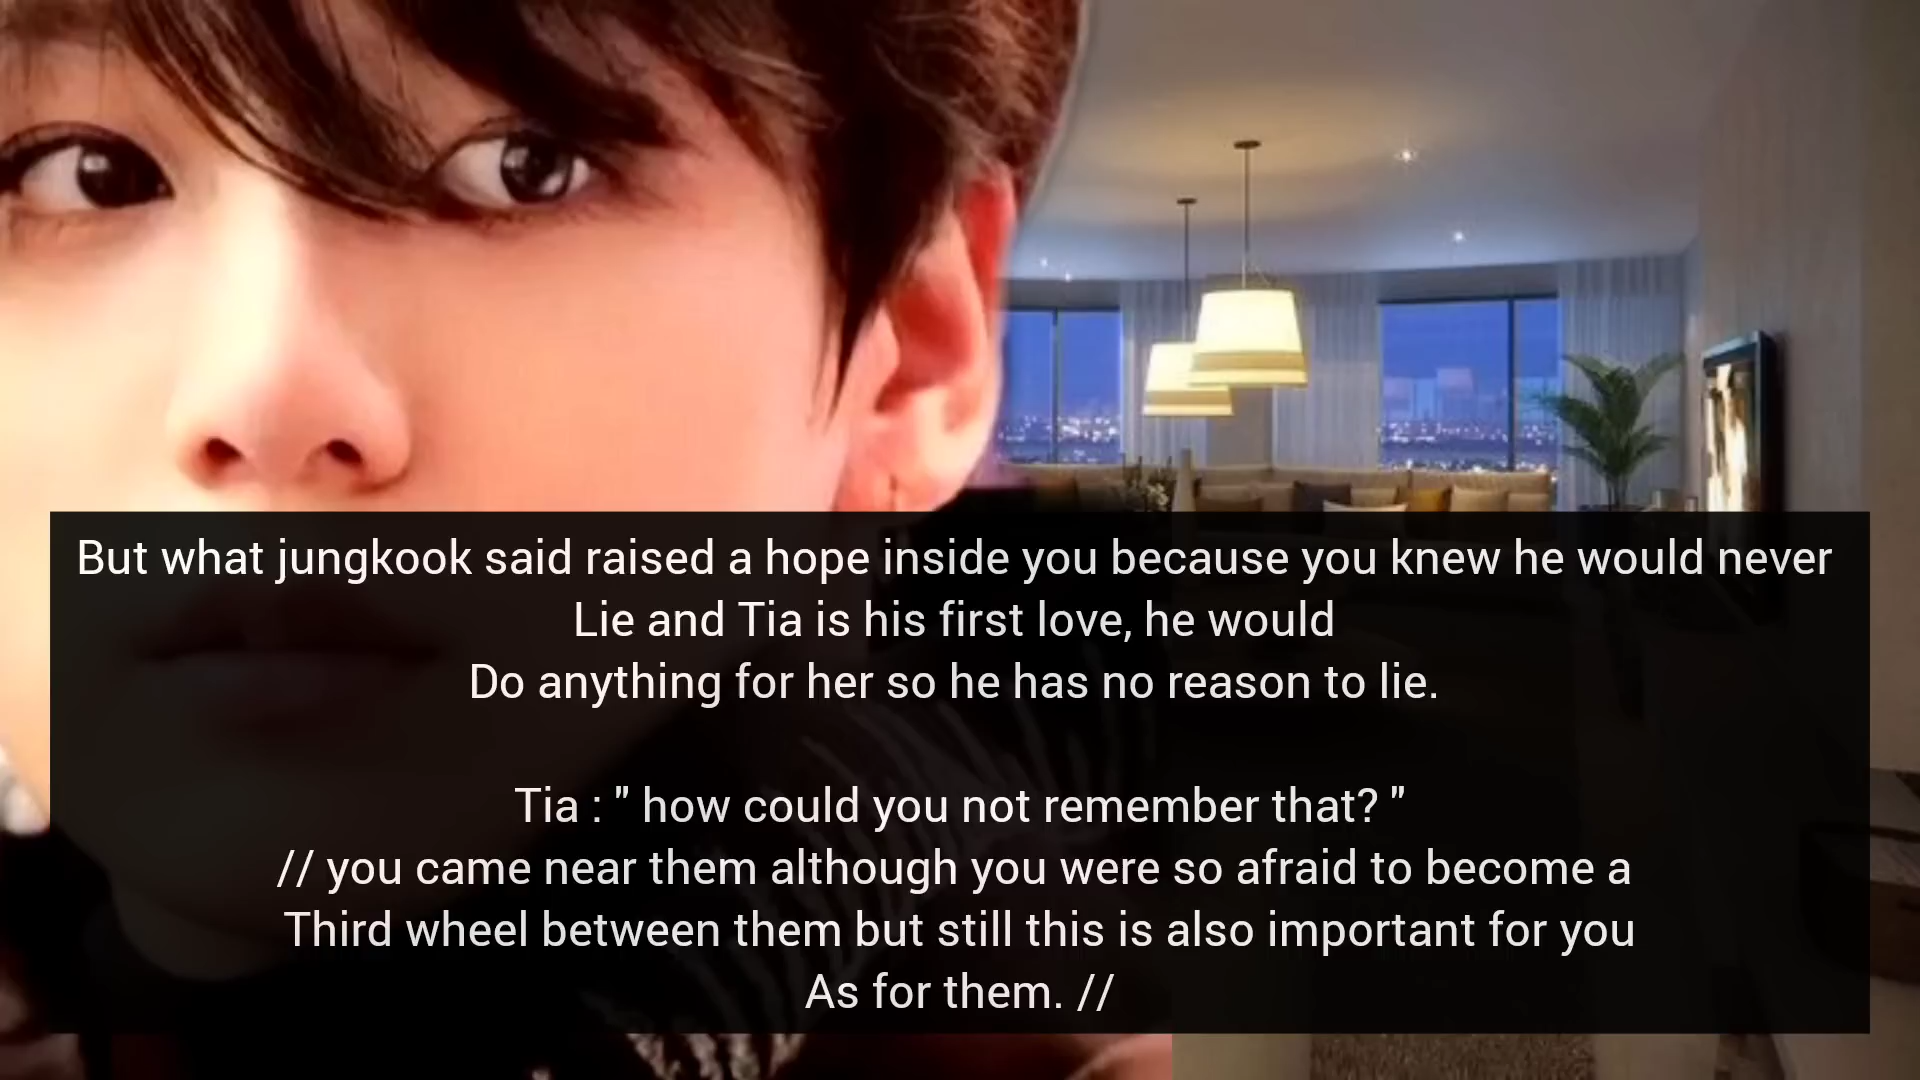 But what jungkook said raised a hope inside you because you knew he would never
Lie and Tia is his first love, he would
Do anything for her so he has no reason to lie.
Tia : " how could you not remember that? "
// you came near them although you were so afraid to become a
Third wheel between them but still this is also important for you
As for them. //